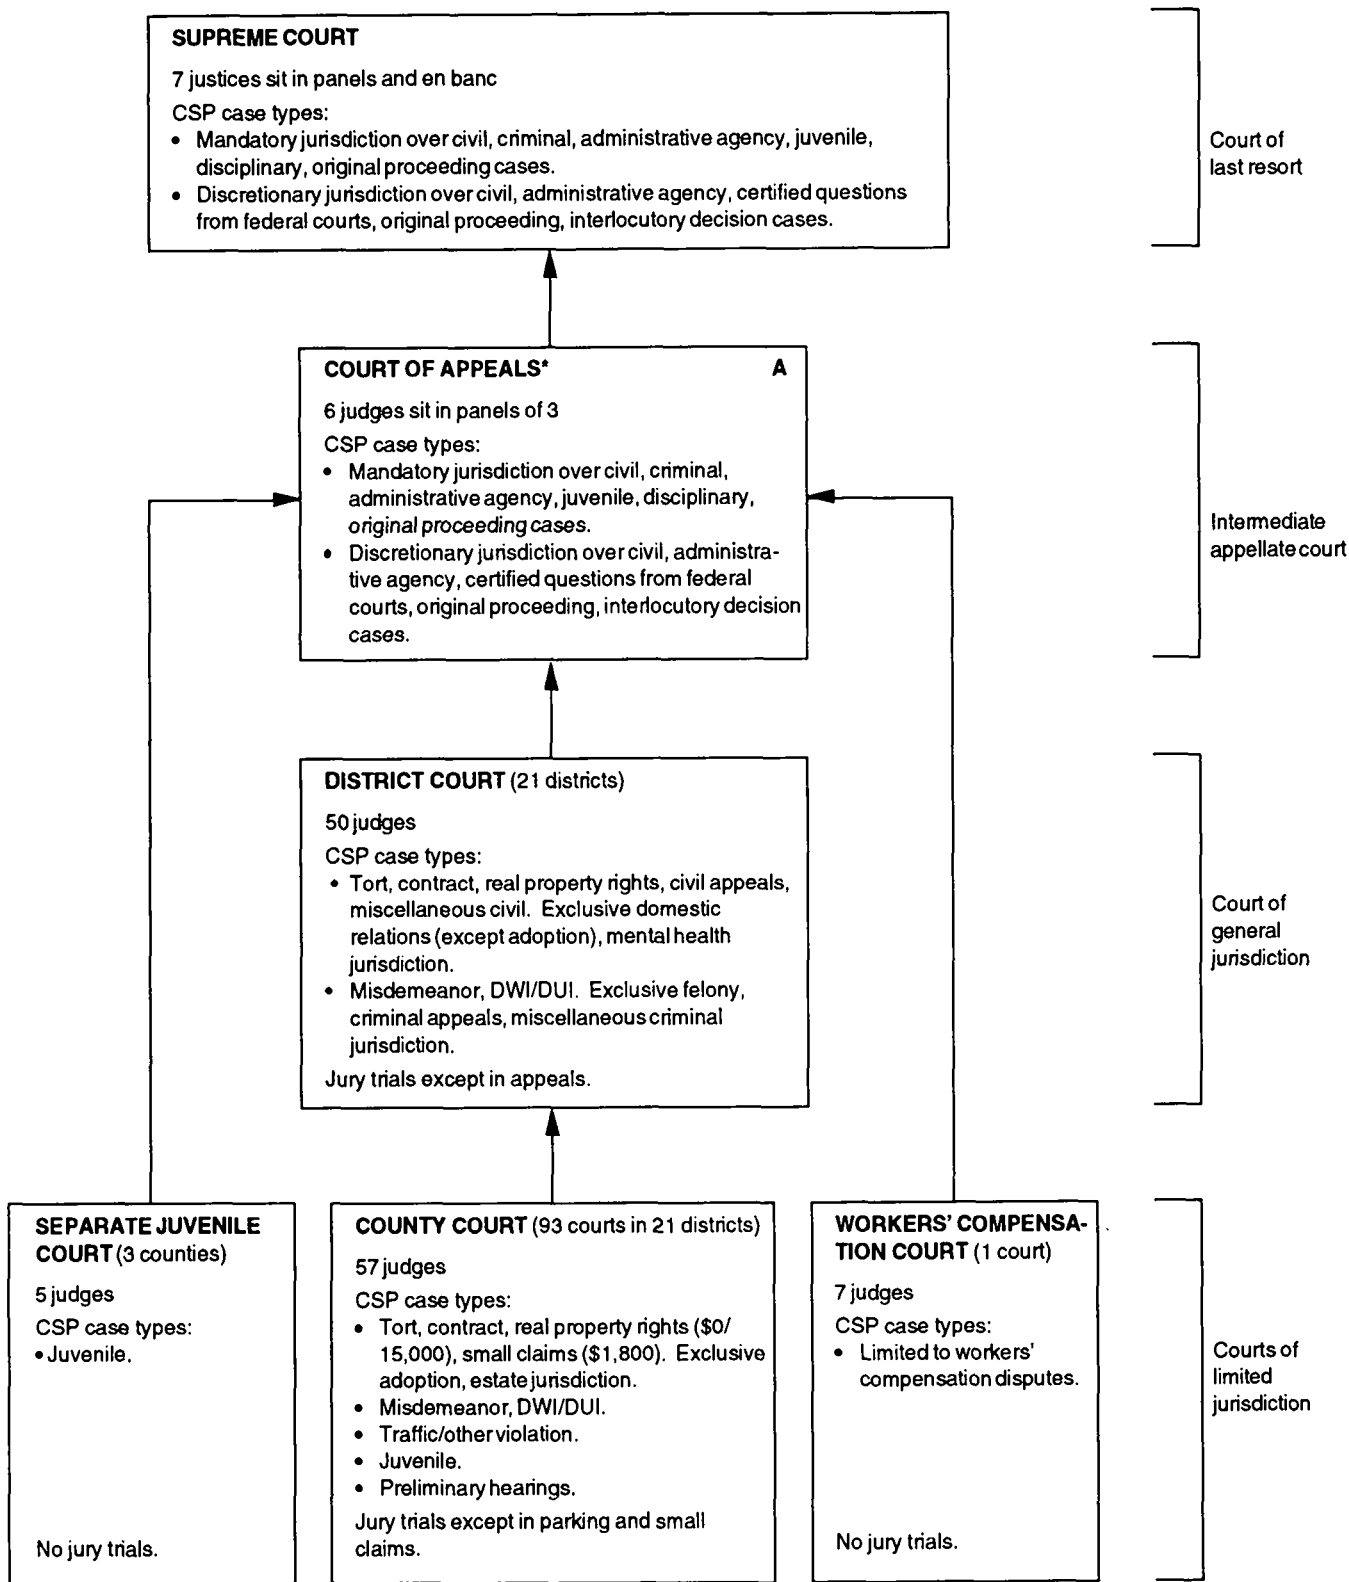 SUPREME COURT
7 justices sit in panels and en banc
CSP case types:
• Mandatory jurisdiction over civil, criminal, administrative agency, juvenile,
disciplinary, original proceeding cases.
• Discretionary jurisdiction over civil, administrative agency, certified questions
from federal courts, original proceeding, interlocutory decision cases.
Court of
last resort
COURT OF APPEALS* A
6 judges sit in panels of 3
CSP case types:
• Mandatory jurisdiction over civil, criminal,
administrative agency, juvenile, disciplinary,
original proceeding cases.
• Discretionary jurisdiction over civil, administra-
tive agency, certified questions from federal
courts, original proceeding, interlocutory decision
cases.
Intermediate
appellate court
DISTRICT COURT (21 districts)
50 judges
CSP case types:
• Tort, contract, real property rights, civil appeals,
miscellaneous civil. Exclusive domestic
relations (except adoption), mental health
jurisdiction.
• Misdemeanor, DWI/DUI. Exclusive felony,
criminal appeals, miscellaneous criminal
jurisdiction.
Jury trials except in appeals.
Court of
general
jurisdiction
SEPARATE JUVENILE
COURT (3 counties)
5 judges
CSP case types:
• Juvenile.
No jury trials.
COUNTY COURT (93 courts in 21 districts)
57 judges
CSP case types:
• Tort, contract, real property rights ($0/
15,000), small claims ($1,800). Exclusive
adoption, estate jurisdiction.
• Misdemeanor, DWI/DUI.
• Traffic/other violation.
• Juvenile.
• Preliminary hearings.
Jury trials except in parking and small
claims.
WORKERS' COMPENSA-
TION COURT (1 court)
7 judges
CSP case types:
• Limited to workers'
compensation disputes.
No jury trials.
Courts of
limited
jurisdiction